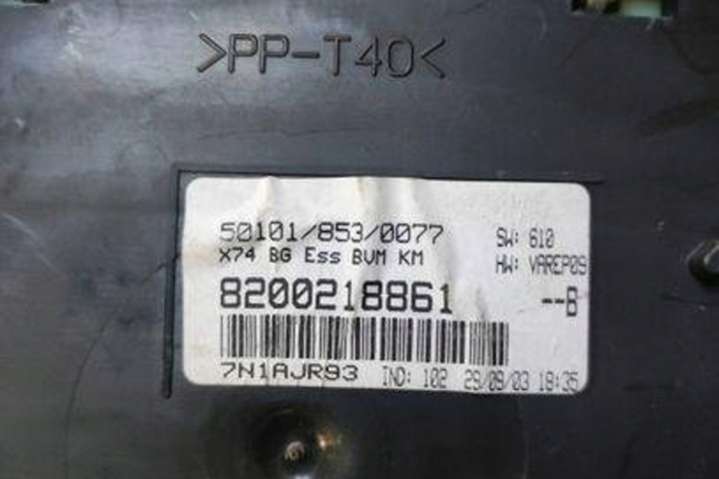 >PP-T40<
50101/853/0077 SW: 610
X74 BG Ess BVM KM HW: VAREP09
8200218861 --B
7N1AJR93 IND: 102 29/09/03 18:35